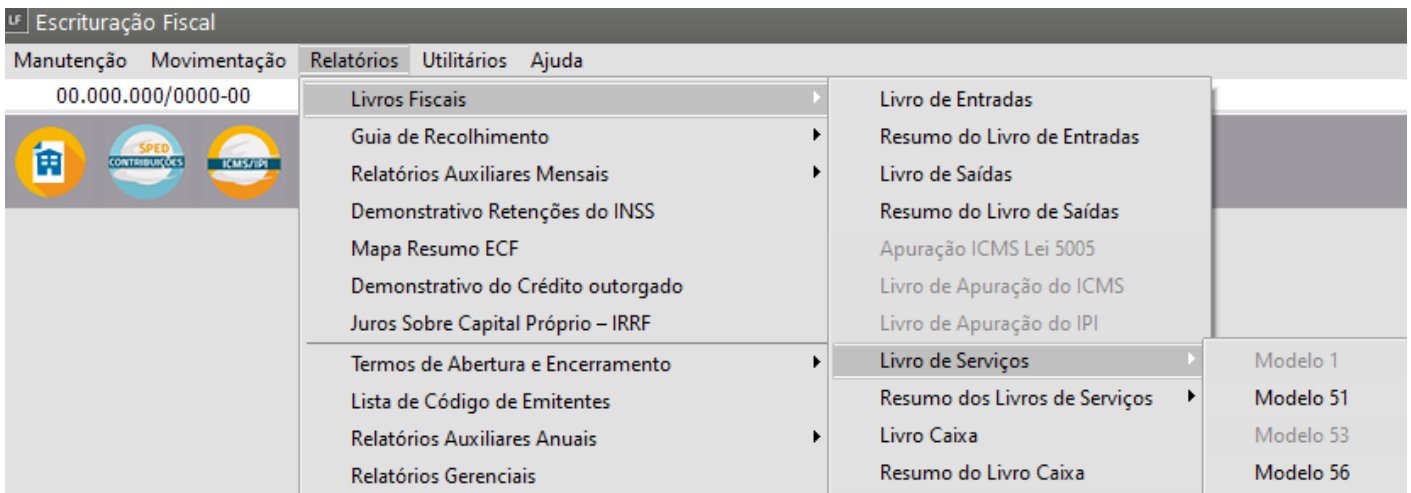 LF Escrituração Fiscal
Manutenção Movimentação Relatórios Utilitários Ajuda
00.000.000/0000-00
SPED
CONTRIBUIÇÕES
ICMS/IPI
Livros Fiscais
Guia de Recolhimento
Relatórios Auxiliares Mensais
Demonstrativo Retenções do INSS
Mapa Resumo ECF
Demonstrativo do Crédito outorgado
Juros Sobre Capital Próprio – IRRF
Termos de Abertura e Encerramento
Lista de Código de Emitentes
Relatórios Auxiliares Anuais
Relatórios Gerenciais
Livro de Entradas
Resumo do Livro de Entradas
Livro de Saídas
Resumo do Livro de Saídas
Apuração ICMS Lei 5005
Livro de Apuração do ICMS
Livro de Apuração do IPI
Livro de Serviços
Resumo dos Livros de Serviços
Livro Caixa
Resumo do Livro Caixa
Modelo 1
Modelo 51
Modelo 53
Modelo 56